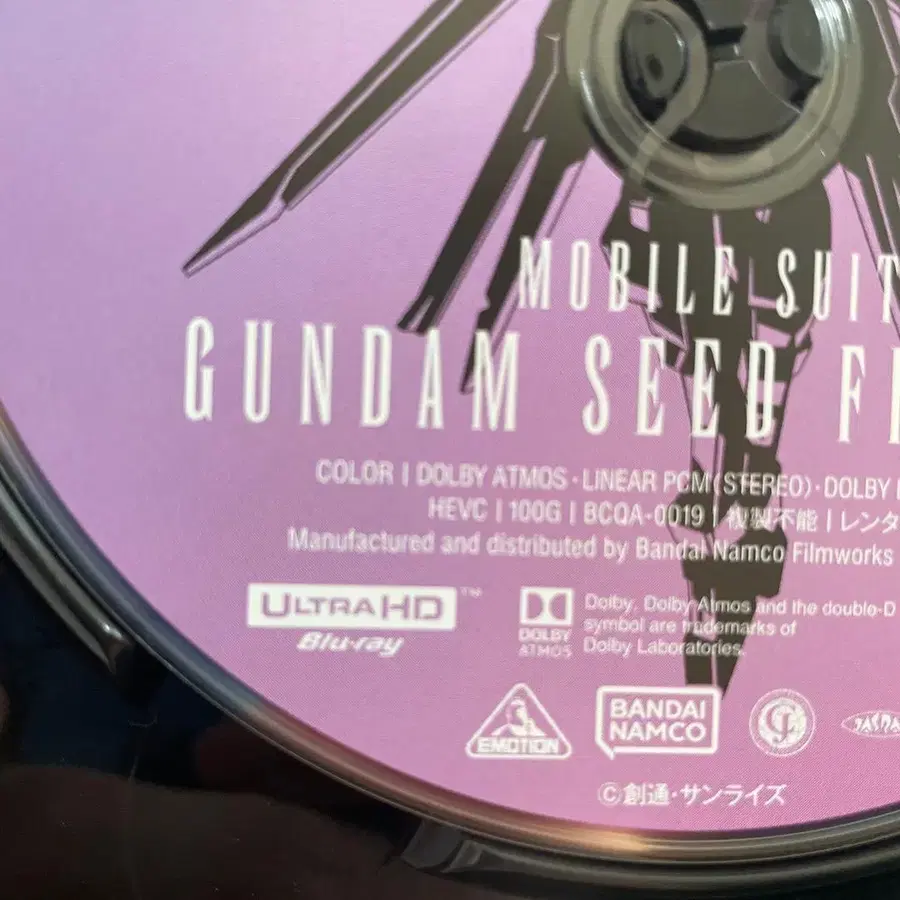 MOBILE SUIT
GUNDAM SEED
COLOR | DOLBY ATMOS・LINEAR PCM(STEREO)・DOLBY
HEVC | 100G | BCQA-0019 | 複製不能 | レンタ
Manufactured and distributed by Bandai Namco Filmworks
ULTRA HD ™
Blu-ray
DOLBY
ATMOS
Dolby, Dolby Atmos and the double-D
symbol are trademarks of
Dolby Laboratories.
EMOTION
BANDAI
NAMCO
©創通・サンライズ